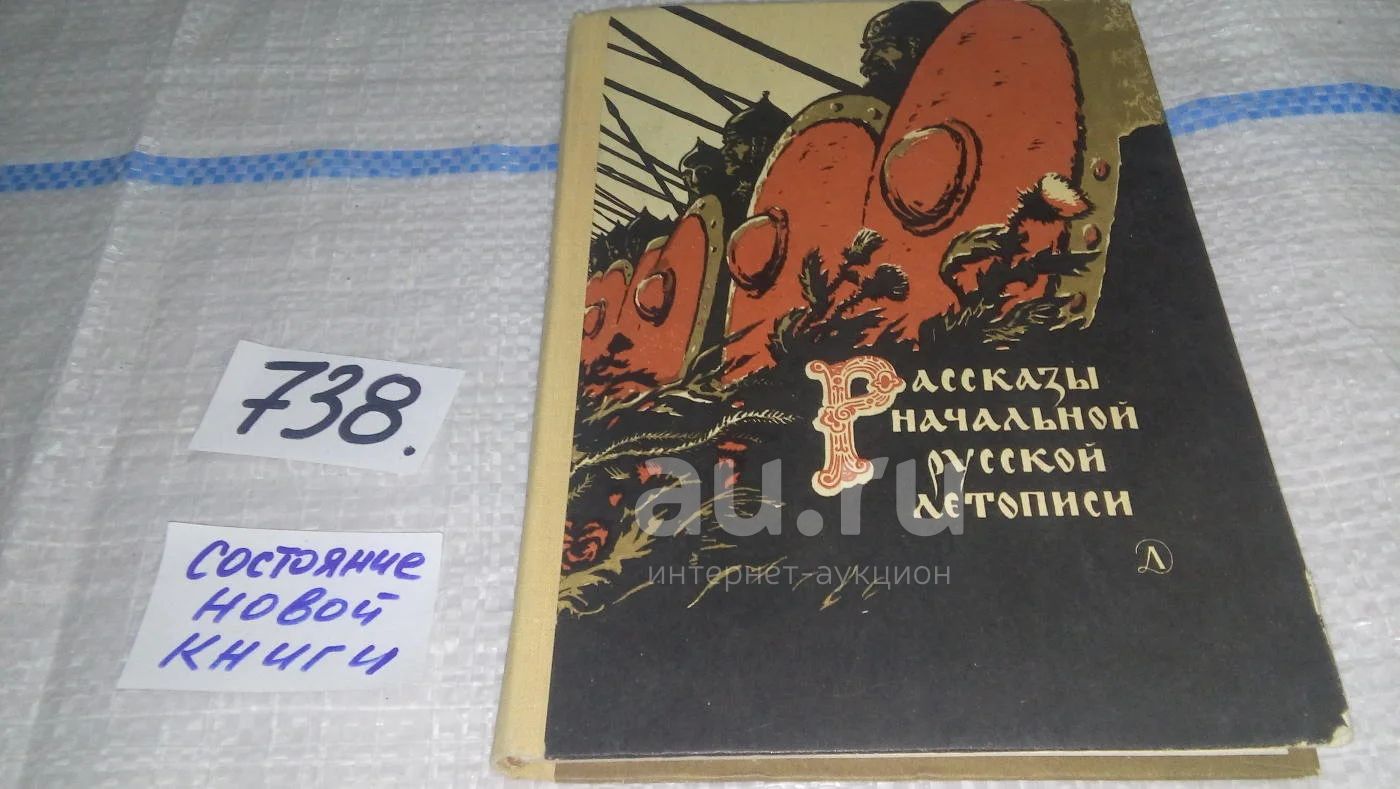 738.
СОСТОЯНИЕ
НОВОЙ
КНИГИ
Рассказы
начальной
русской
летописи
Д
au.ru
интернет-аукцион